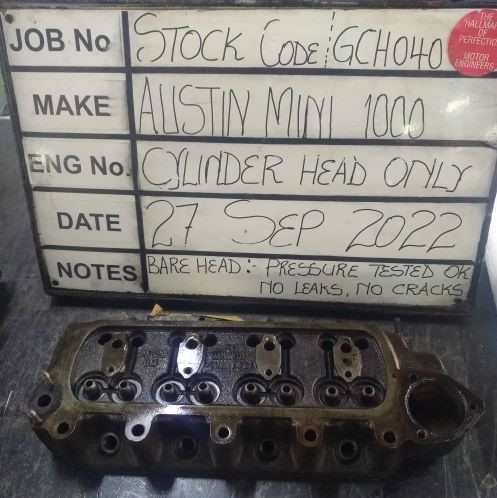 JOB No STOCK CODE: GCH040
THE
"HALLMARK
OF
PERFECTION"
MOTOR
ENGINEERS
MAKE AUSTIN MINI 1000
ENG No. CYLINDER HEAD ONLY
DATE 27 SEP 2022
NOTES BARE HEAD:- PRESSURE TESTED OK
NO LEAKS, NO CRACKS